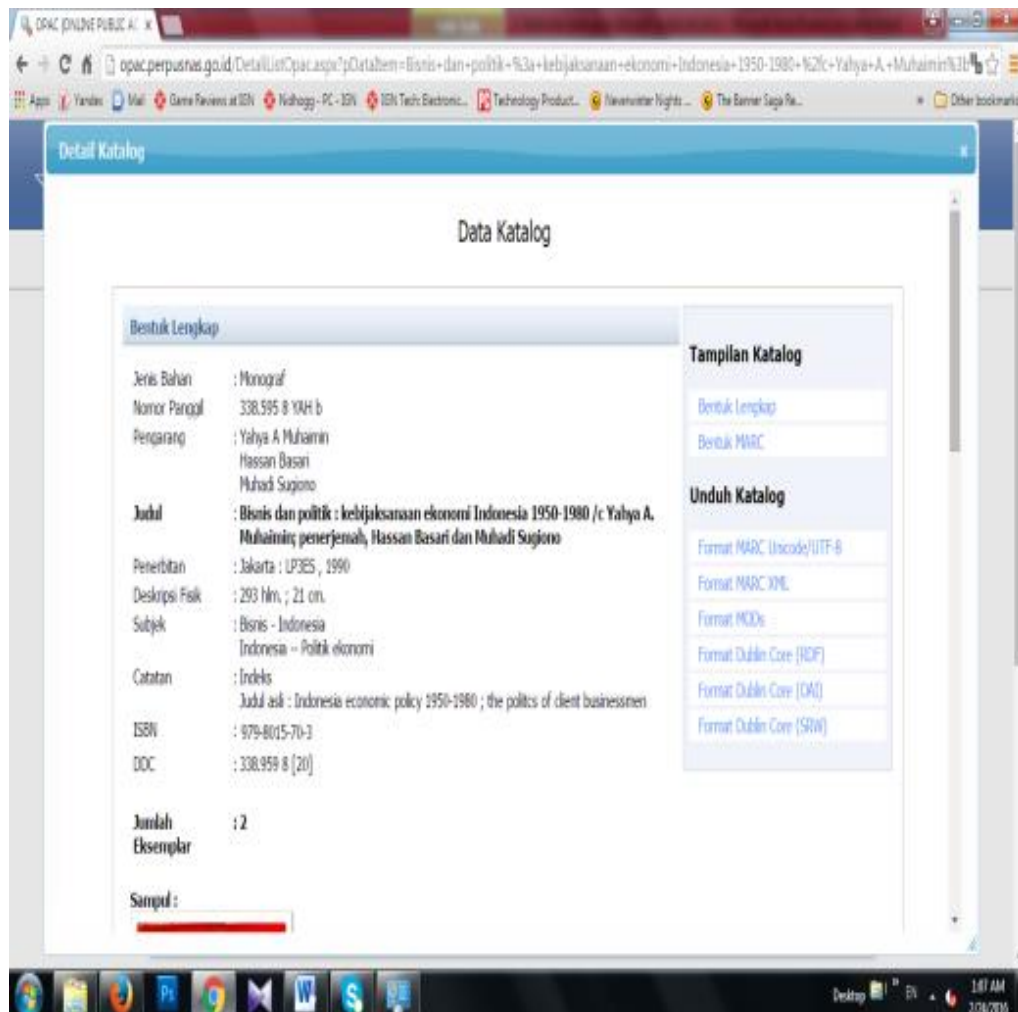 OPAC (ONLINE PUBLIC AC
opac.perpusnas.go.id/DetailListOpac.aspx?pDataItem=Bisnis+dan+politik+%3a+kebijaksanaan+ekonomi+Indonesia+1950-1980+%2fc+Yahya+A.+Muhaimin%3b
Apps Yandex Mail Game Reviews at IGN Nidhogg - PC - IGN IGN Tech: Electronic... Technology Product... Neverwinter Nights ... The Banner Saga Re... Other bookmarks
Detail Katalog
Data Katalog
Bentuk Lengkap
Jenis Bahan : Monograf
Nomor Panggil 338.595 8 YAH b
Pengarang : Yahya A Muhaimin
Hassan Basari
Muhadi Sugiono
Judul : Bisnis dan politik : kebijaksanaan ekonomi Indonesia 1950-1980 /c Yahya A.
Muhaimin; penerjemah, Hassan Basari dan Muhadi Sugiono
Penerbitan : Jakarta : LP3ES , 1990
Deskripsi Fisik : 293 hlm. ; 21 cm.
Subjek : Bisnis - Indonesia
Indonesia -- Politik ekonomi
Catatan : Indeks
Judul asli : Indonesia economic policy 1950-1980 ; the politcs of client businessmen
ISBN : 979-8015-70-3
DDC : 338.959 8 [20]
Jumlah : 2
Eksemplar
Sampul :
Tampilan Katalog
Bentuk Lengkap
Bentuk MARC
Unduh Katalog
Format MARC Unicode/UTF-8
Format MARC XML
Format MODs
Format Dublin Core (RDF)
Format Dublin Core (OAI)
Format Dublin Core (SRW)
Ps
W
S
Desktop EN 1:07 AM